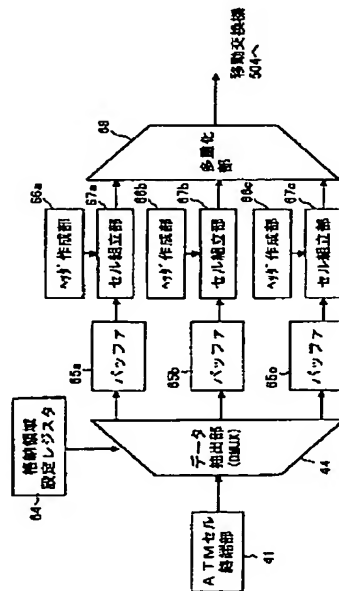 ATMセル
終端部
41
格納領域
設定レジスタ
64
データ
抽出部
(DMUX)
44
バッファ
65a
バッファ
65b
バッファ
65c
ヘッダ作成部
66a
セル組立部
67a
ヘッダ作成部
66b
セル組立部
67b
ヘッダ作成部
66c
セル組立部
67c
多重化
部
68
移動交換機
504へ